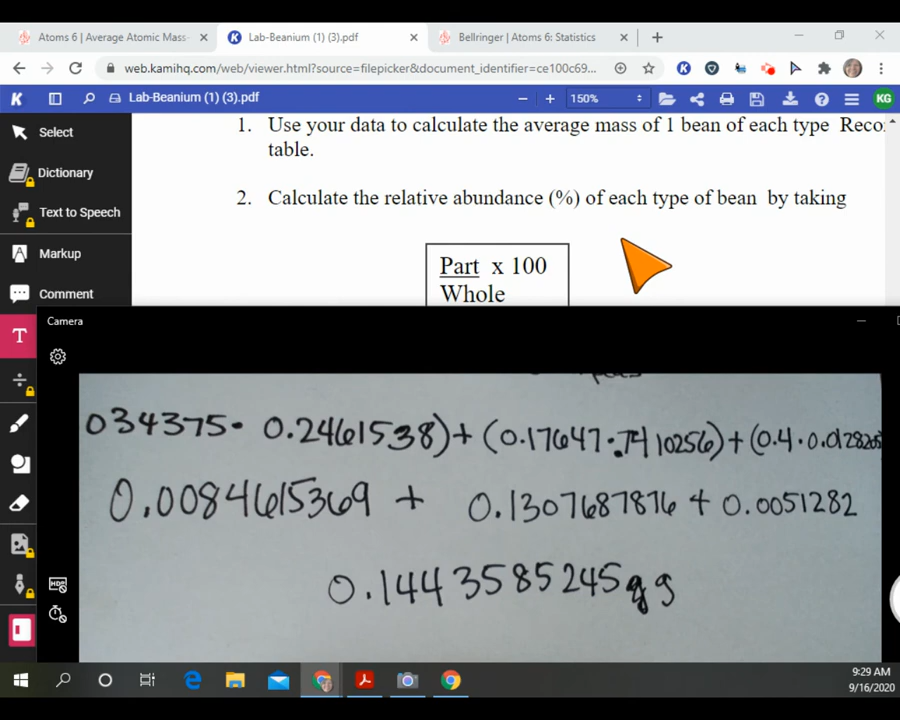 Atoms 6 | Average Atomic Mass- × Lab-Beanium (1) (3).pdf × Bellringer | Atoms 6: Statistics × +
web.kamihq.com/web/viewer.html?source=filepicker&document_identifier=ce100c69...
K Lab-Beanium (1) (3).pdf − + 150% KG
Select
Dictionary
Text to Speech
Markup
Comment
T
1. Use your data to calculate the average mass of 1 bean of each type Reco
table.
2. Calculate the relative abundance (%) of each type of bean by taking
Part x 100
Whole
Camera
034375· 0.2461538)+(0.17647·.7410256)+(0.4·0.0128205
0.0084615369 + 0.1307687876 + 0.0051282
0.1443585245g g
9:29 AM
9/16/2020